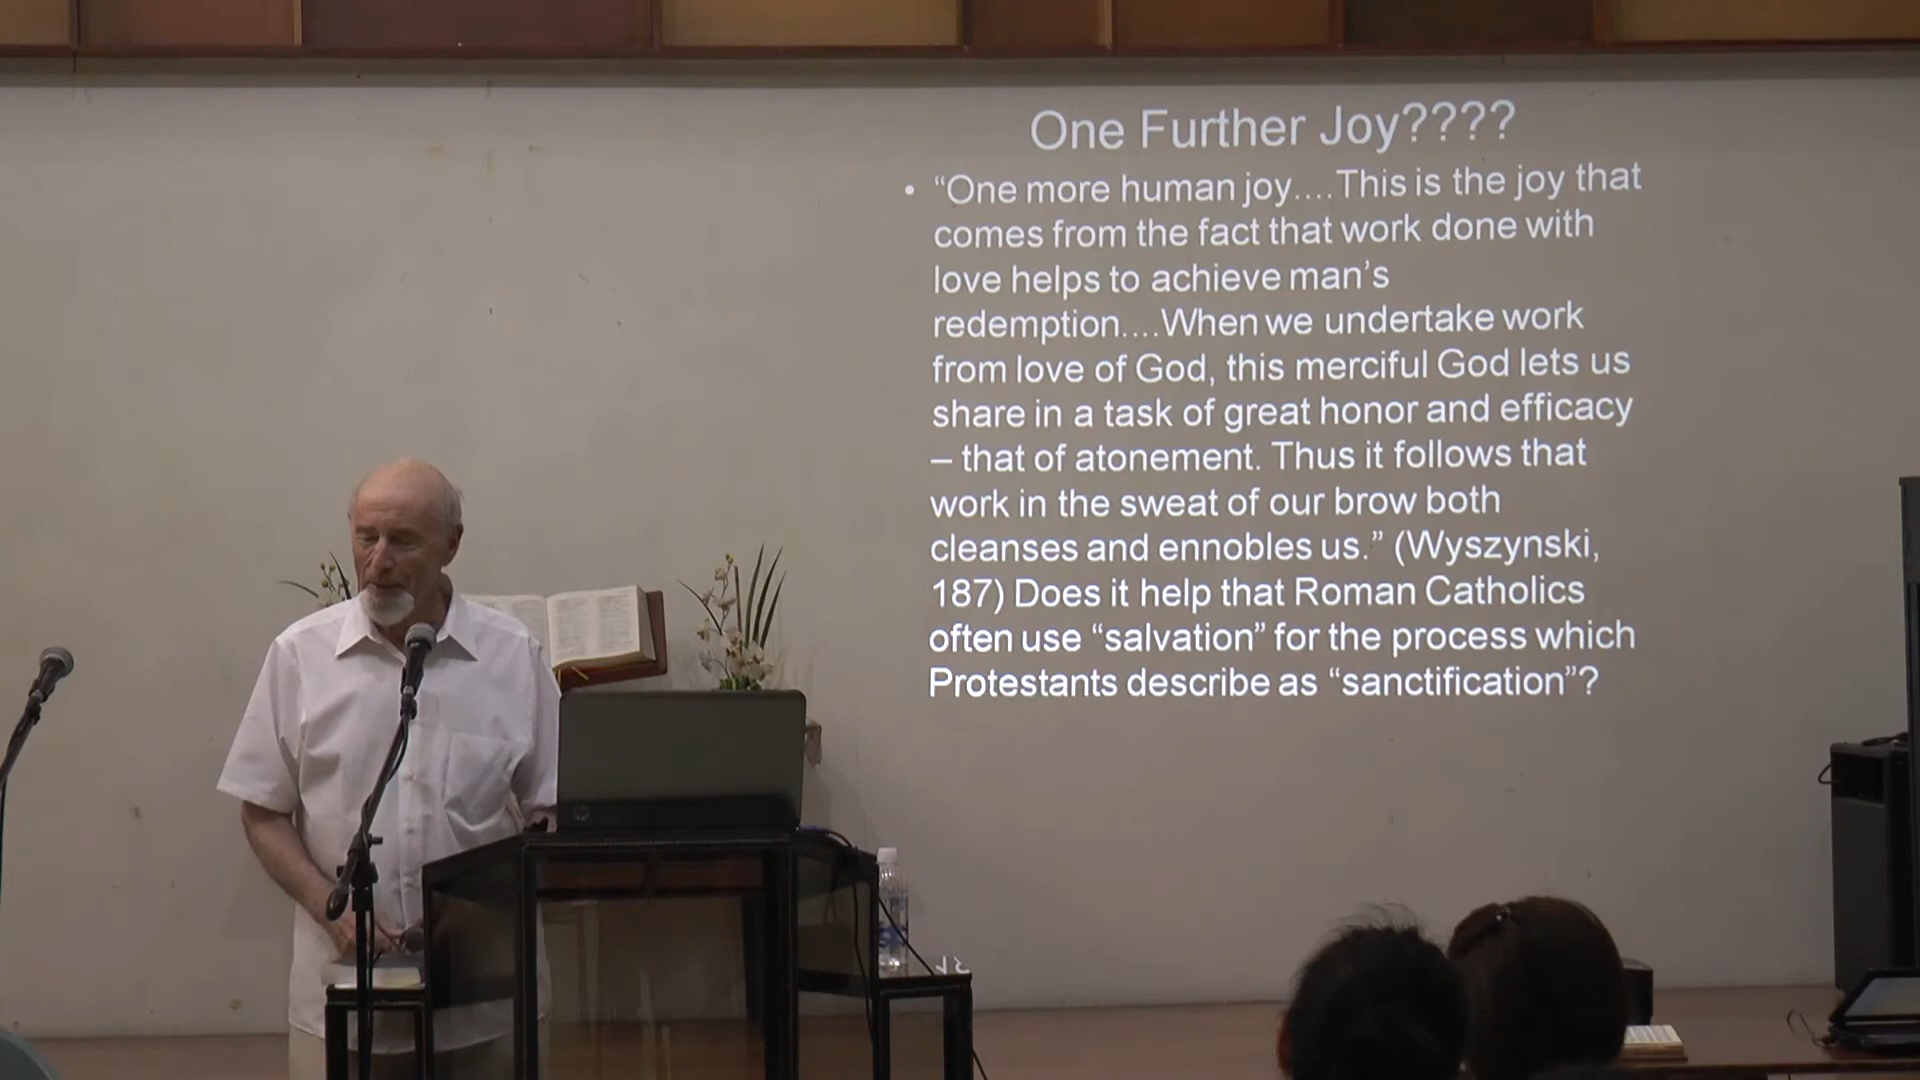 One Further Joy????
• “One more human joy....This is the joy that
comes from the fact that work done with
love helps to achieve man’s
redemption....When we undertake work
from love of God, this merciful God lets us
share in a task of great honor and efficacy
– that of atonement. Thus it follows that
work in the sweat of our brow both
cleanses and ennobles us.” (Wyszynski,
187) Does it help that Roman Catholics
often use “salvation” for the process which
Protestants describe as “sanctification”?